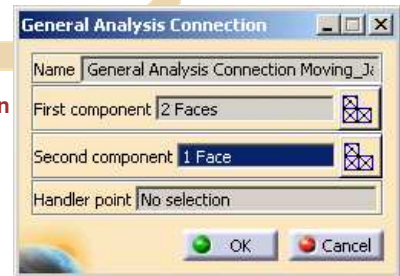 General Analysis Connection
Name General Analysis Connection Moving_Ja
n
First component 2 Faces
Second component 1 Face
Handler point No selection
OK Cancel